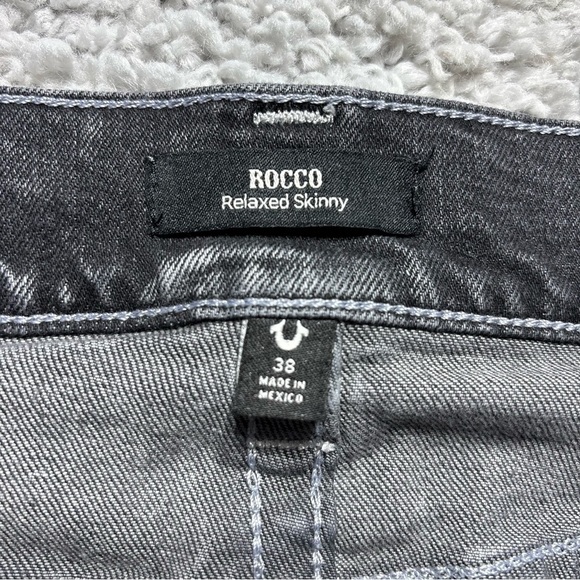 ROCCO
Relaxed Skinny
38
MADE IN
MEXICO